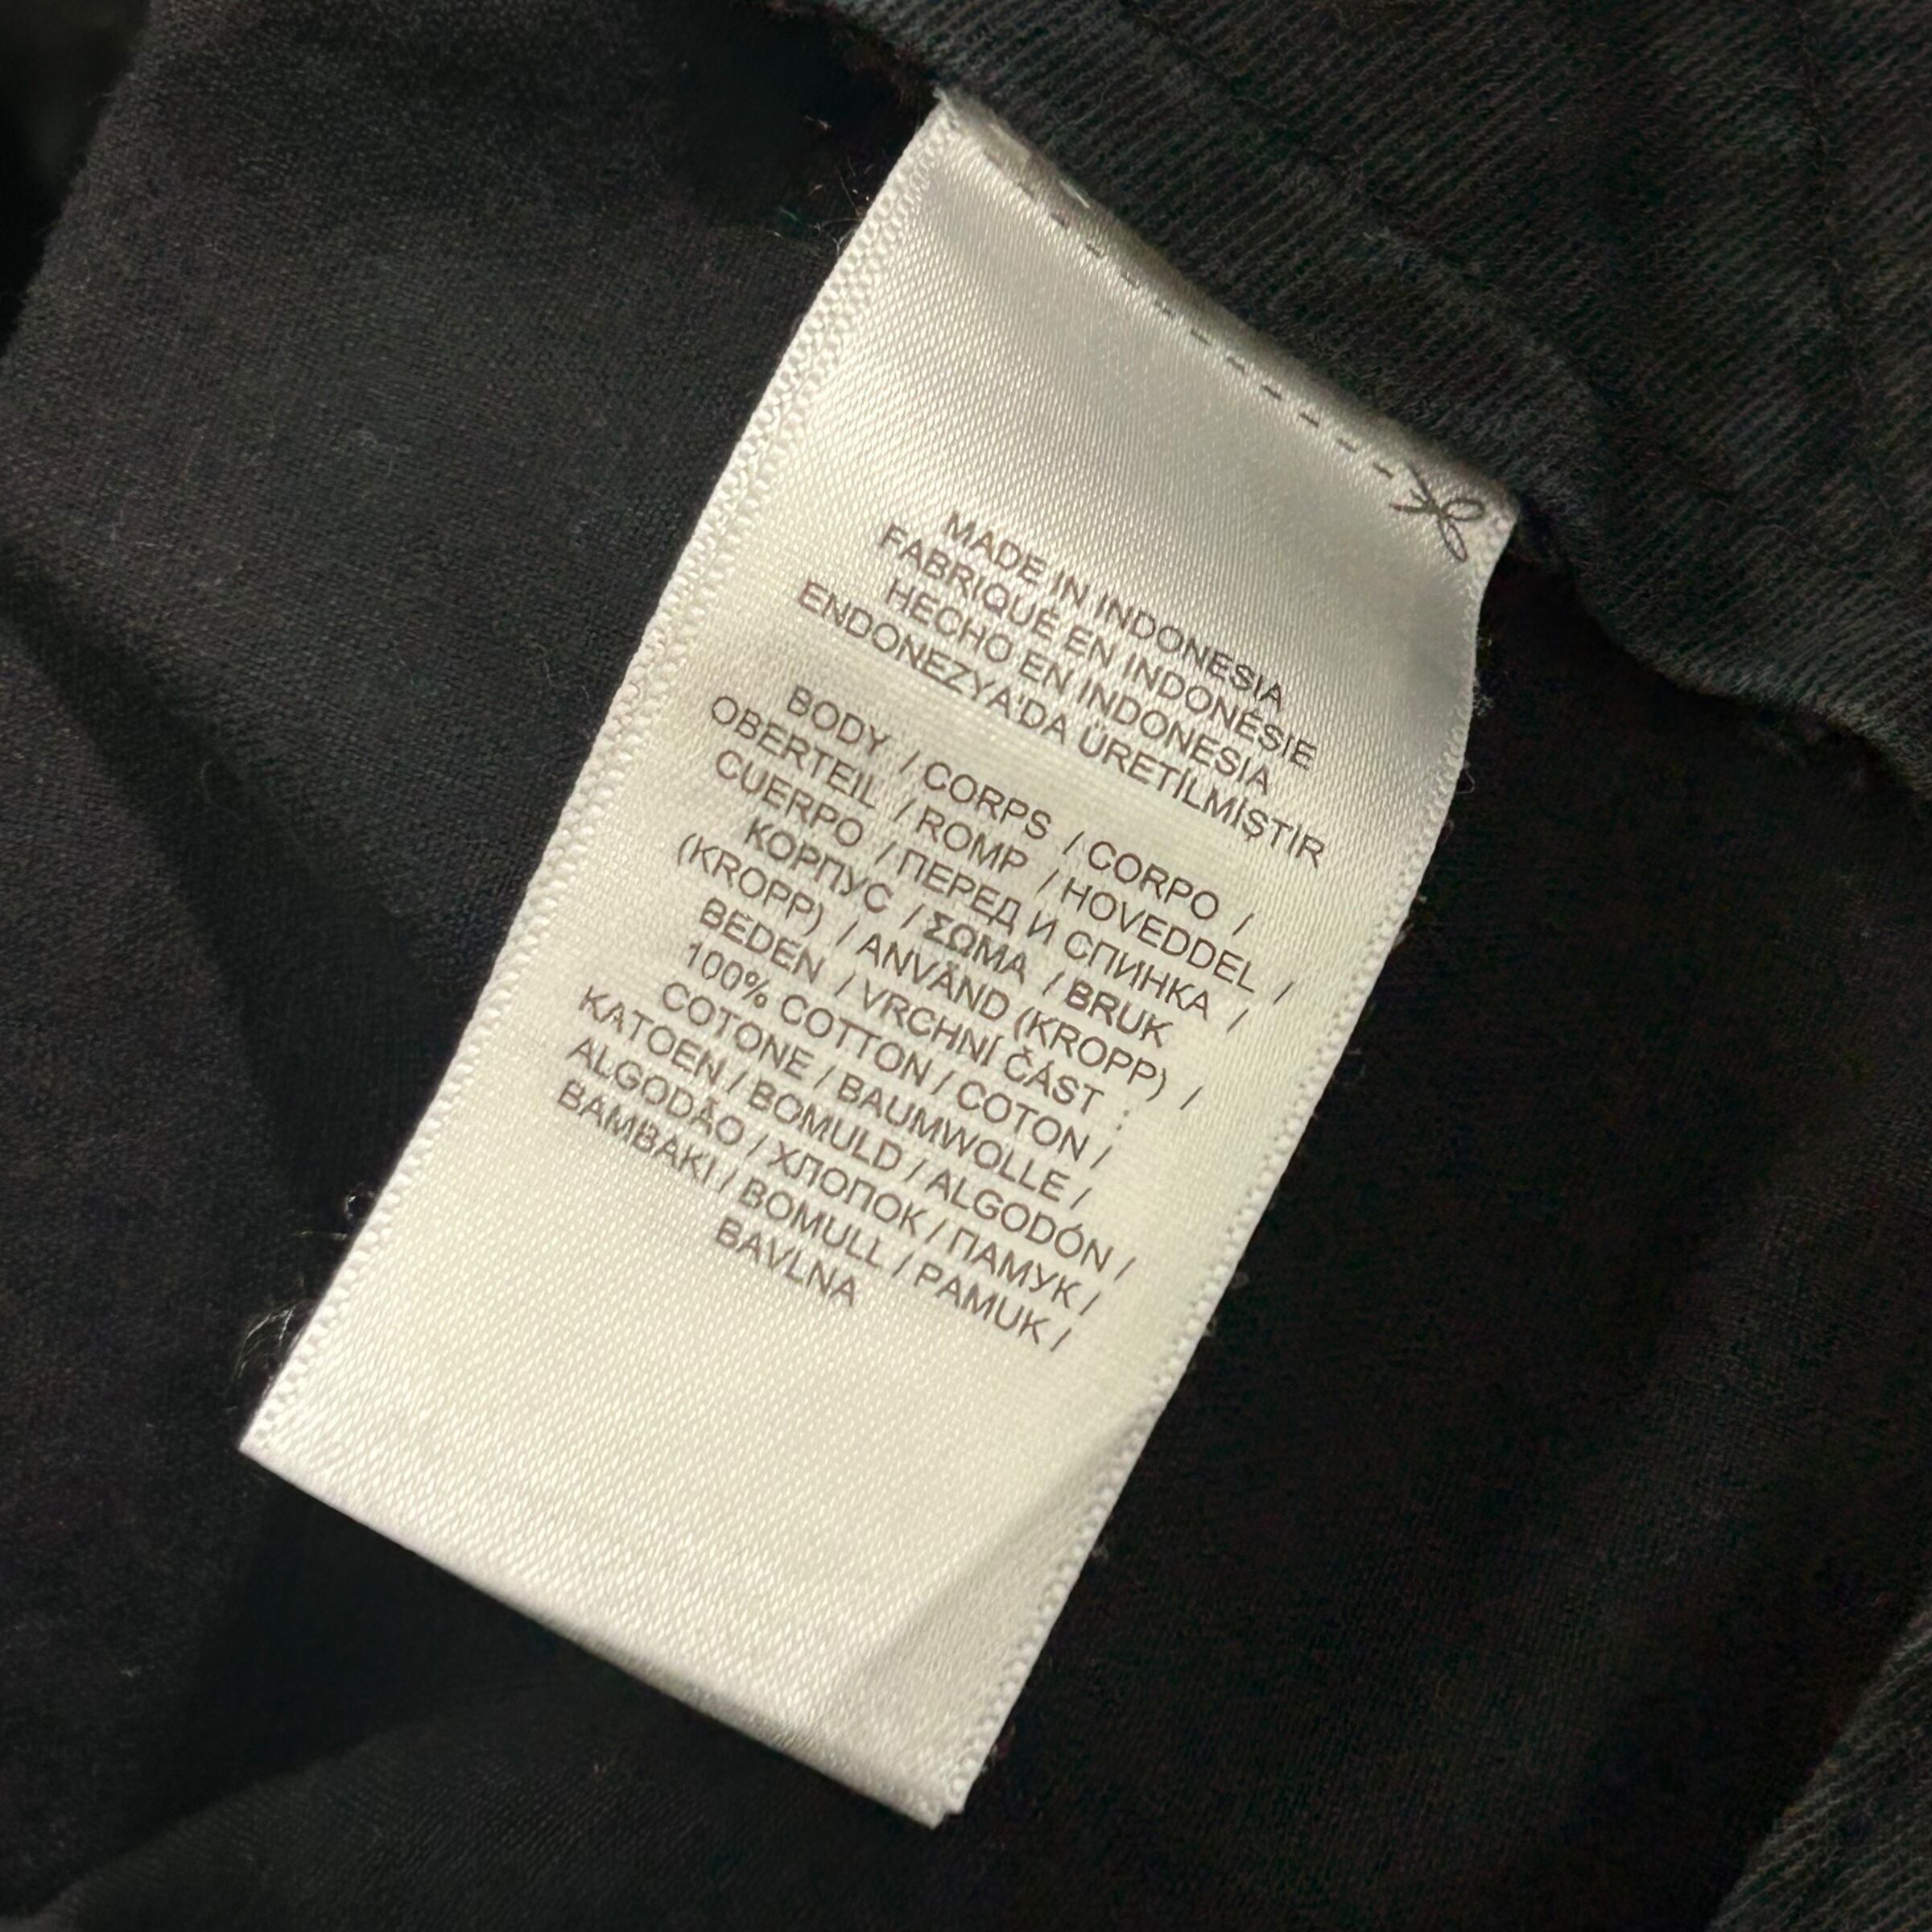 MADE IN INDONESIA
FABRIQUÉ EN INDONÉSIE
HECHO EN INDONESIA
ENDONEZYA'DA ÜRETİLMİŞTİR
BODY / CORPS / CORPO /
OBERTEIL / ROMP / HOVEDDEL /
CUERPO / ПЕРЕД И СПИНКА /
КОРПУС / ΣΩΜΑ / BRUK
(KROPP) / ANVÄND (KROPP) /
BEDEN / VRCHNÍ ČÁST :
100% COTTON / COTON /
COTONE / BAUMWOLLE /
KATOEN / BOMULD / ALGODÓN /
ALGODÃO / ХЛОПОК / ПАМУК /
BAMBAKI / BOMULL / PAMUK /
BAVLNA